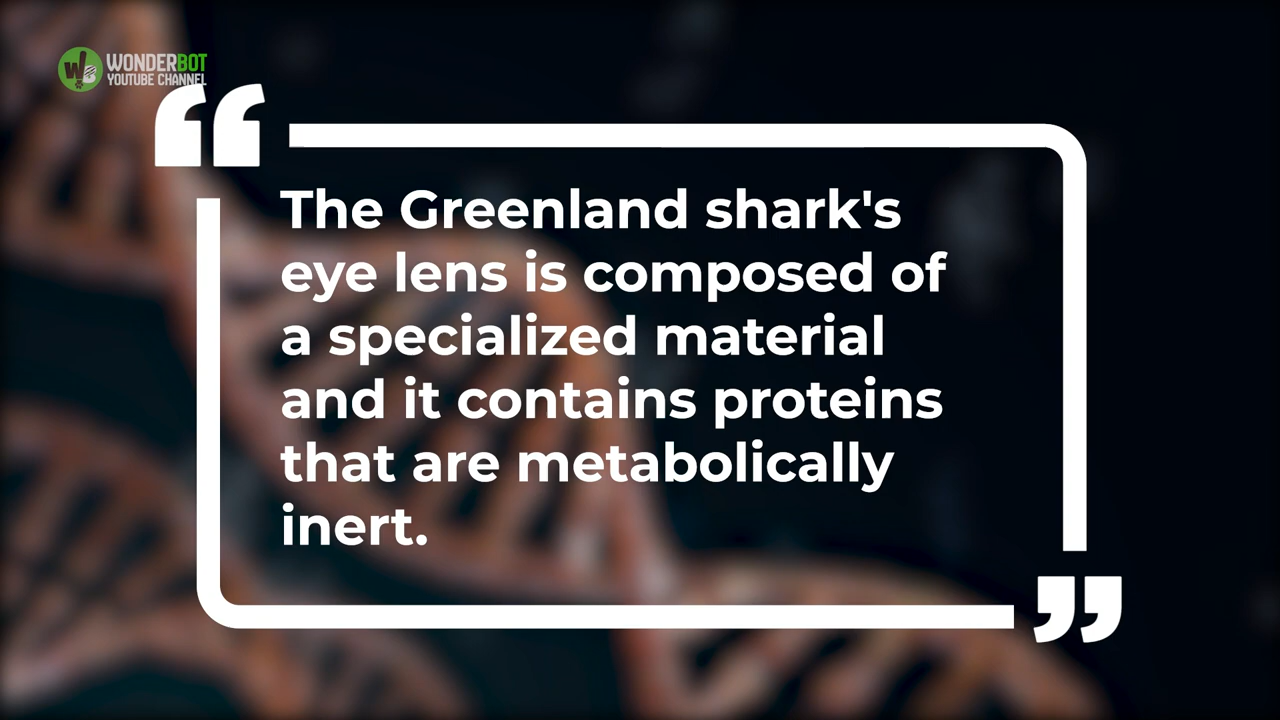 WONDERBOT
YOUTUBE CHANNEL
“
The Greenland shark's
eye lens is composed of
a specialized material
and it contains proteins
that are metabolically
inert.
”